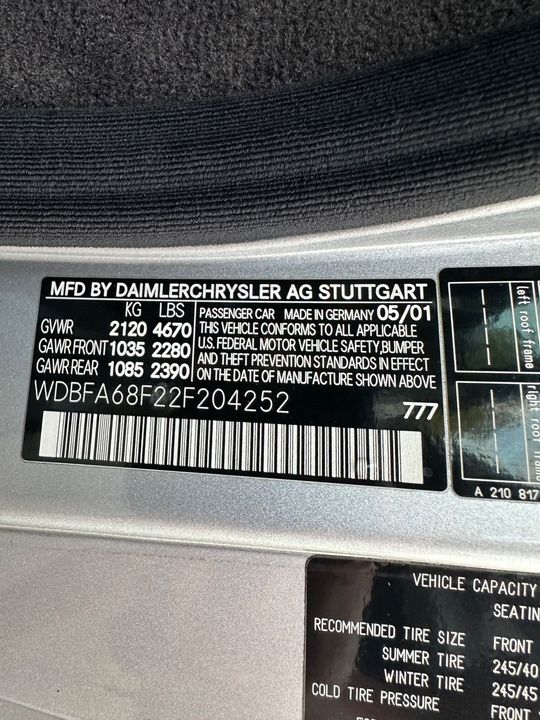 MFD BY DAIMLERCHRYSLER AG STUTTGART
KG LBS
GVWR 2120 4670
GAWR FRONT 1035 2280
GAWR REAR 1085 2390
PASSENGER CAR MADE IN GERMANY 05/01
THIS VEHICLE CONFORMS TO ALL APPLICABLE
U.S. FEDERAL MOTOR VEHICLE SAFETY,BUMPER
AND THEFT PREVENTION STANDARDS IN EFFECT
ON DATE OF MANUFACTURE SHOWN ABOVE
WDBFA68F22F204252 777
left roof frame
right roof frame
A 210 817
VEHICLE CAPACITY
SEATIN
RECOMMENDED TIRE SIZE FRONT
SUMMER TIRE 245/40
WINTER TIRE 245/45
COLD TIRE PRESSURE FRONT